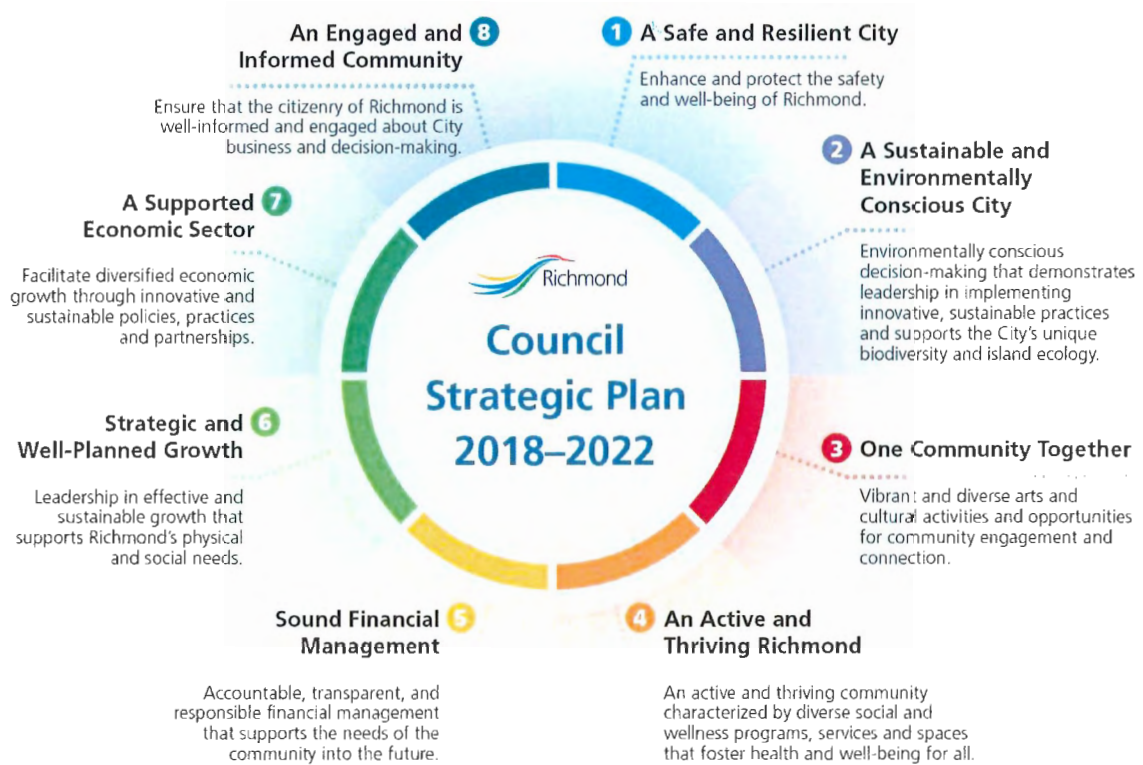 Richmond
Council
Strategic Plan
2018–2022
1 A Safe and Resilient City
Enhance and protect the safety
and well-being of Richmond.
2 A Sustainable and
Environmentally
Conscious City
Environmentally conscious
decision-making that demonstrates
leadership in implementing
innovative, sustainable practices
and supports the City's unique
biodiversity and island ecology.
3 One Community Together
Vibrant and diverse arts and
cultural activities and opportunities
for community engagement and
connection.
4 An Active and
Thriving Richmond
An active and thriving community
characterized by diverse social and
wellness programs, services and spaces
that foster health and well-being for all.
Sound Financial 5
Management
Accountable, transparent, and
responsible financial management
that supports the needs of the
community into the future.
Strategic and 6
Well-Planned Growth
Leadership in effective and
sustainable growth that
supports Richmond's physical
and social needs.
A Supported 7
Economic Sector
Facilitate diversified economic
growth through innovative and
sustainable policies, practices
and partnerships.
An Engaged and 8
Informed Community
Ensure that the citizenry of Richmond is
well-informed and engaged about City
business and decision-making.